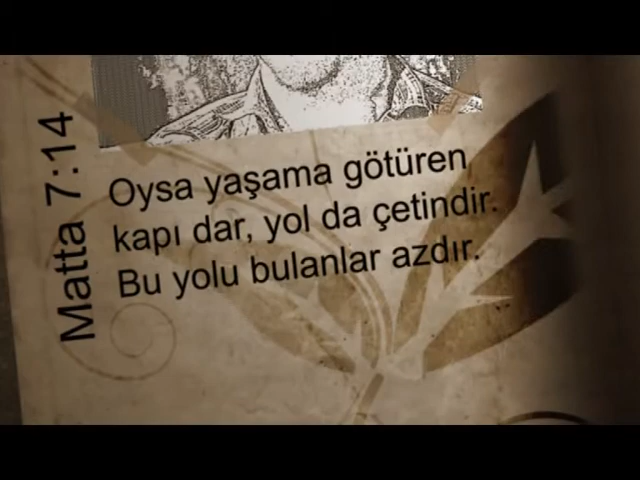 Matta 7:14
Oysa yaşama götüren
kapı dar, yol da çetindir.
Bu yolu bulanlar azdır.